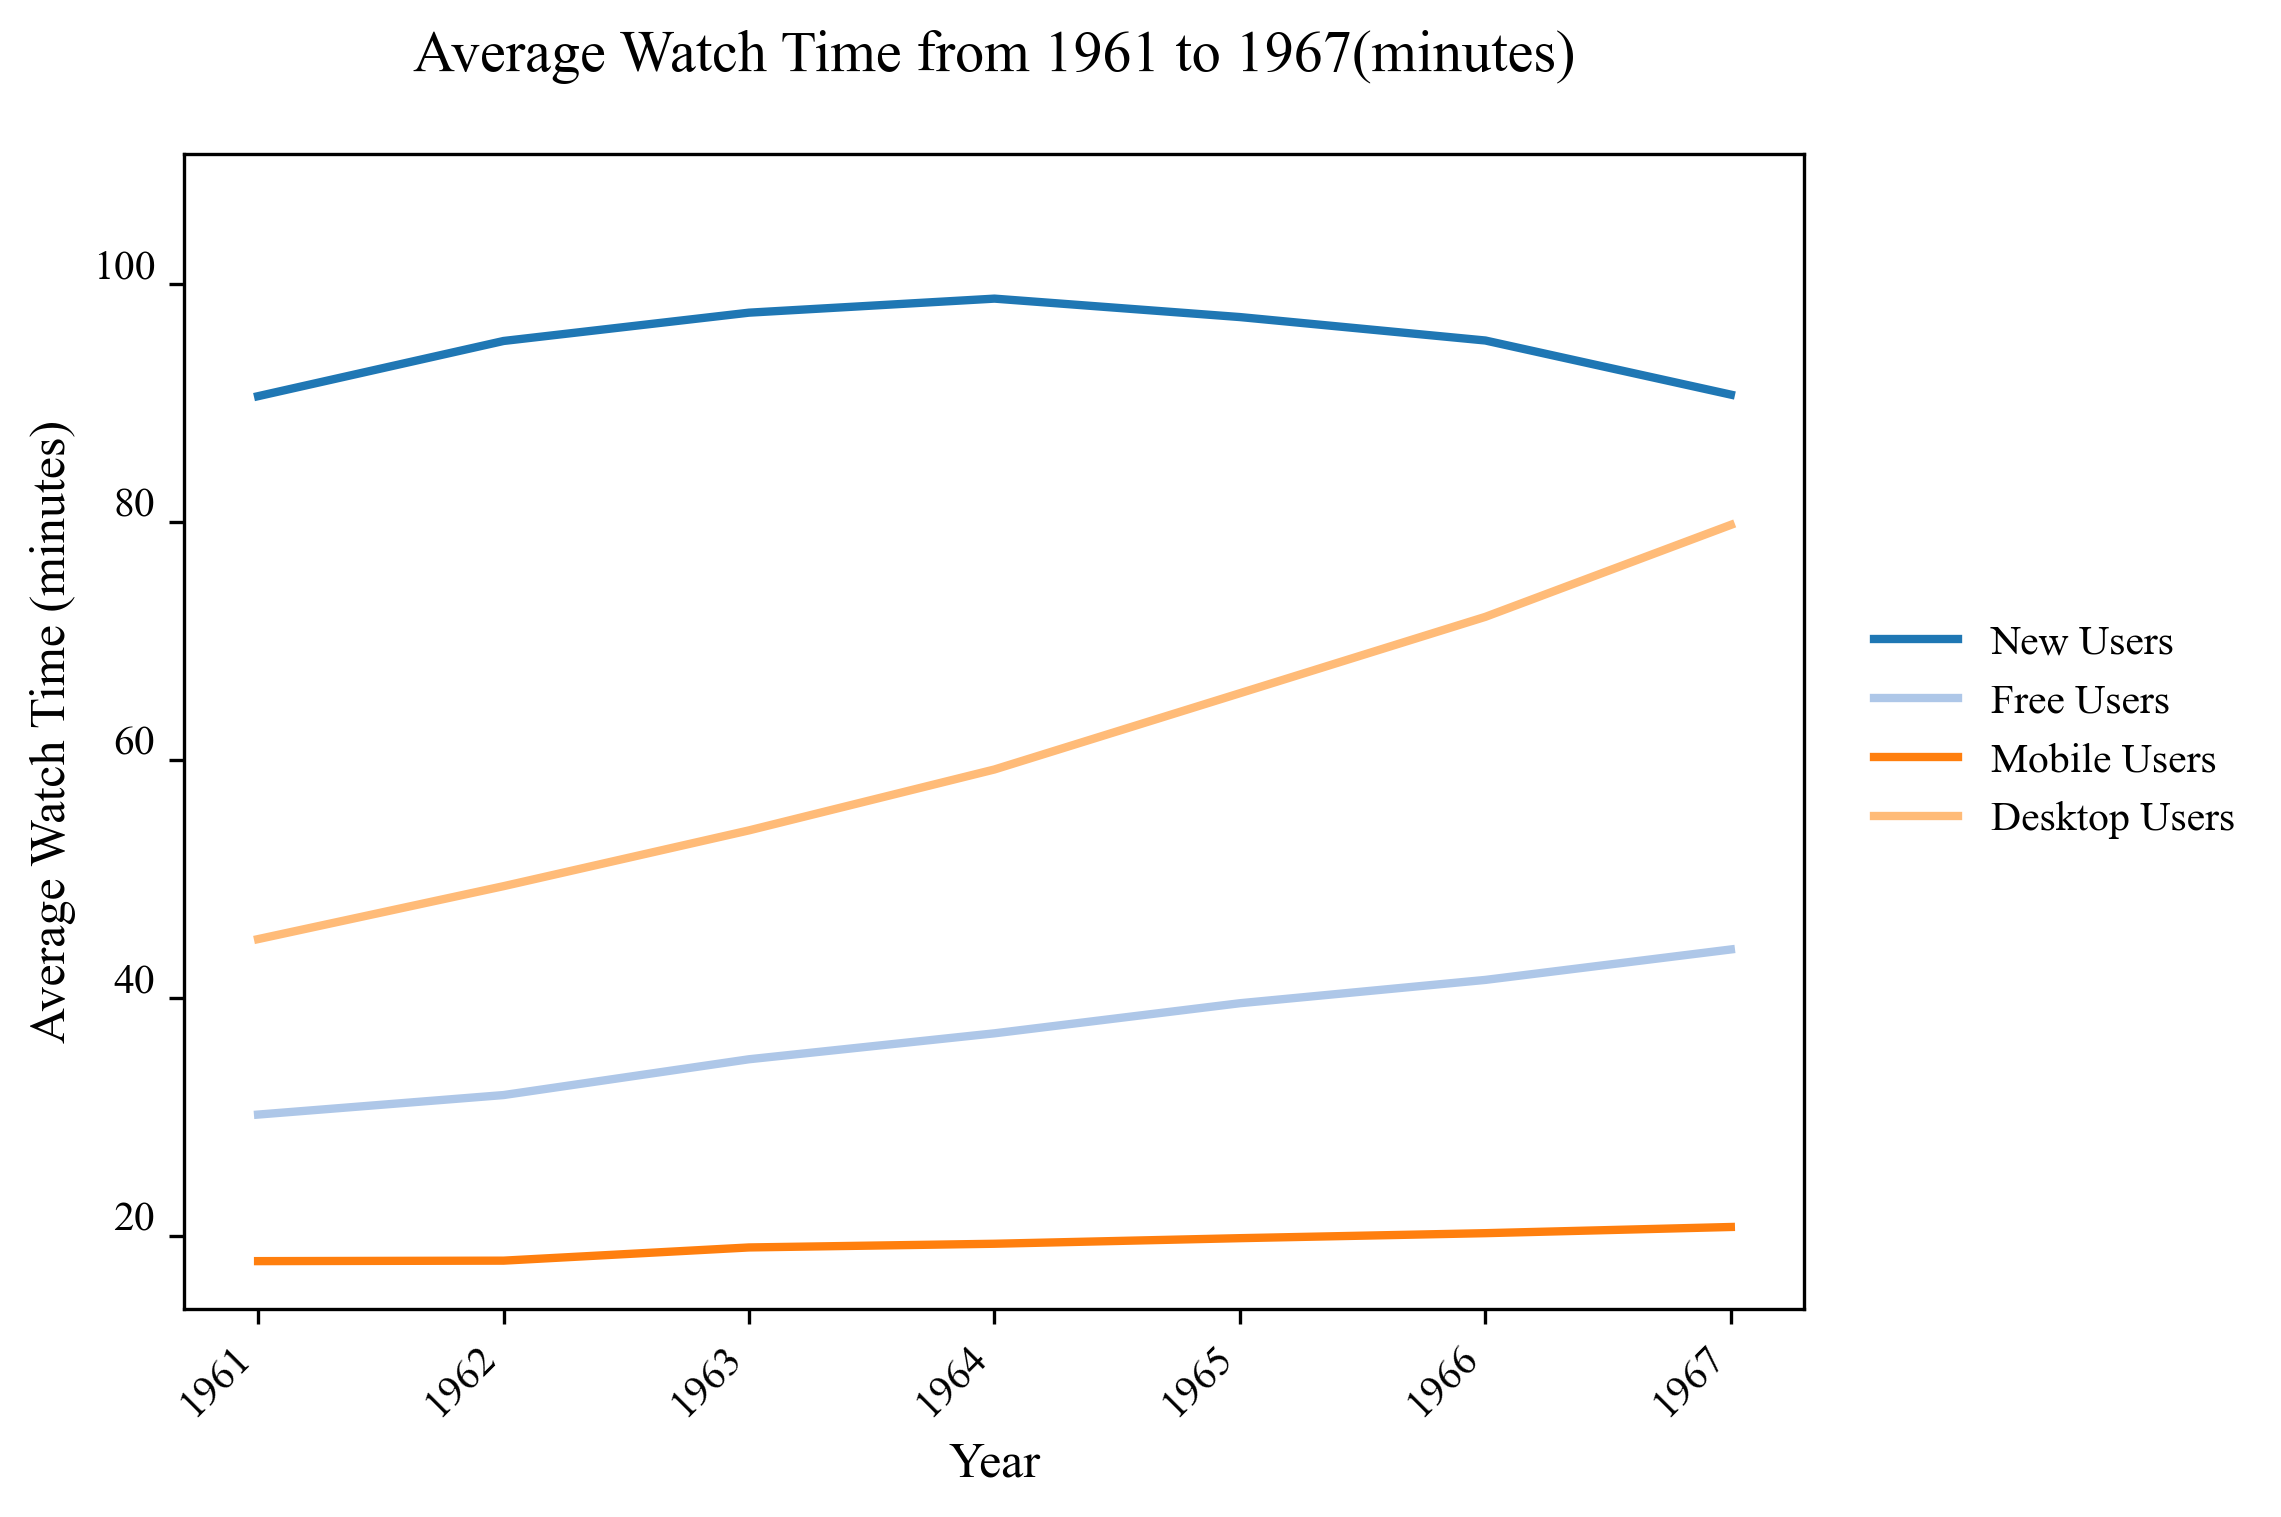 Average Watch Time from 1961 to 1967(minutes)
Average Watch Time (minutes)
100
80
60
40
20
1961
1962
1963
1964
1965
1966
1967
Year
New Users
Free Users
Mobile Users
Desktop Users